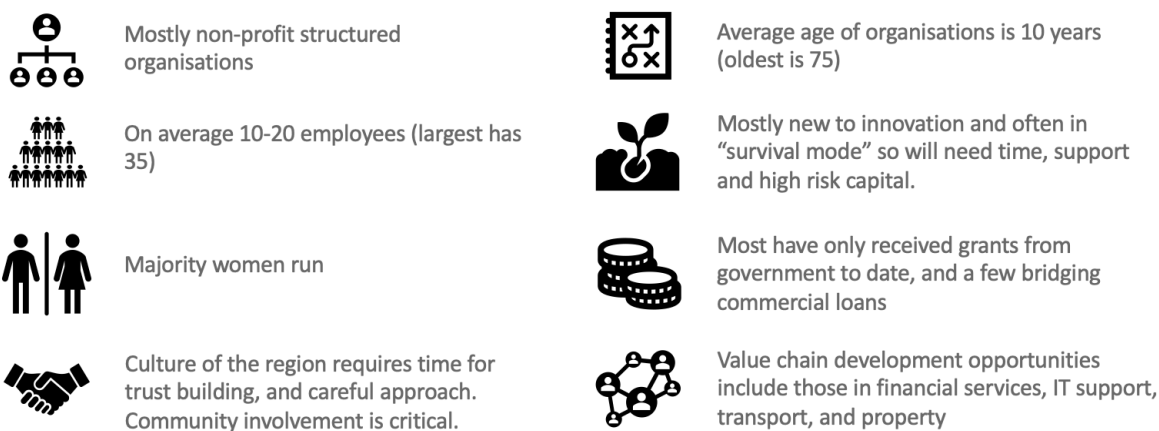 Mostly non-profit structured
organisations
On average 10-20 employees (largest has
35)
Majority women run
Culture of the region requires time for
trust building, and careful approach.
Community involvement is critical.
Average age of organisations is 10 years
(oldest is 75)
Mostly new to innovation and often in
“survival mode” so will need time, support
and high risk capital.
Most have only received grants from
government to date, and a few bridging
commercial loans
Value chain development opportunities
include those in financial services, IT support,
transport, and property